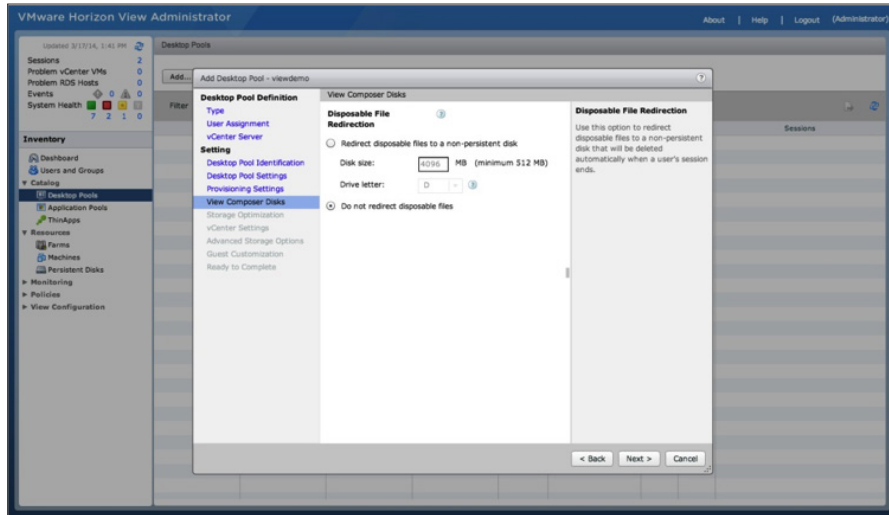 VMware Horizon View Administrator
About | Help | Logout (Administrator)
Updated 3/17/14, 1:41 PM
Sessions 2
Problem vCenter VMs 0
Problem RDS Hosts 0
Events 0 0
System Health
7 2 1 0
Inventory
Dashboard
Users and Groups
Catalog
Desktop Pools
Application Pools
ThinApps
Resources
Farms
Machines
Persistent Disks
Monitoring
Policies
View Configuration
Desktop Pools
Add...
Filter
Sessions
Add Desktop Pool - viewdemo
?
Desktop Pool Definition
Type
User Assignment
vCenter Server
Setting
Desktop Pool Identification
Desktop Pool Settings
Provisioning Settings
View Composer Disks
Storage Optimization
vCenter Settings
Advanced Storage Options
Guest Customization
Ready to Complete
View Composer Disks
Disposable File
Redirection
Redirect disposable files to a non-persistent disk
Disk size: 4096 MB (minimum 512 MB)
Drive letter: D
Do not redirect disposable files
Disposable File Redirection
Use this option to redirect
disposable files to a non-persistent
disk that will be deleted
automatically when a user's session
ends.
< Back Next > Cancel